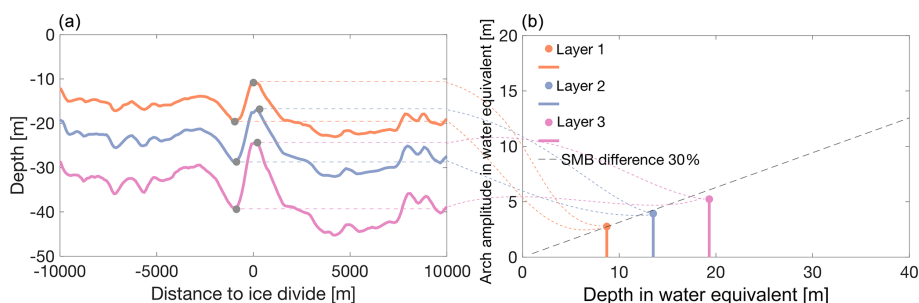 (a)
0
-10
-20
-30
-40
-50
Depth [m]
-10000 -5000 0 5000 10000
Distance to ice divide [m]
(b)
20
15
10
5
0
Arch amplitude in water equivalent [m]
Layer 1
Layer 2
Layer 3
SMB difference 30%
0 10 20 30 40
Depth in water equivalent [m]